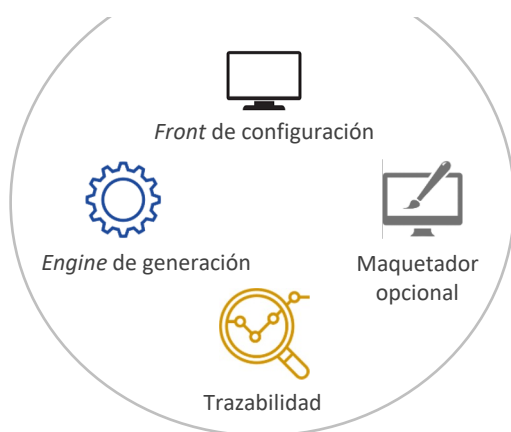 Front de configuración
Engine de generación
Maquetador
opcional
Trazabilidad